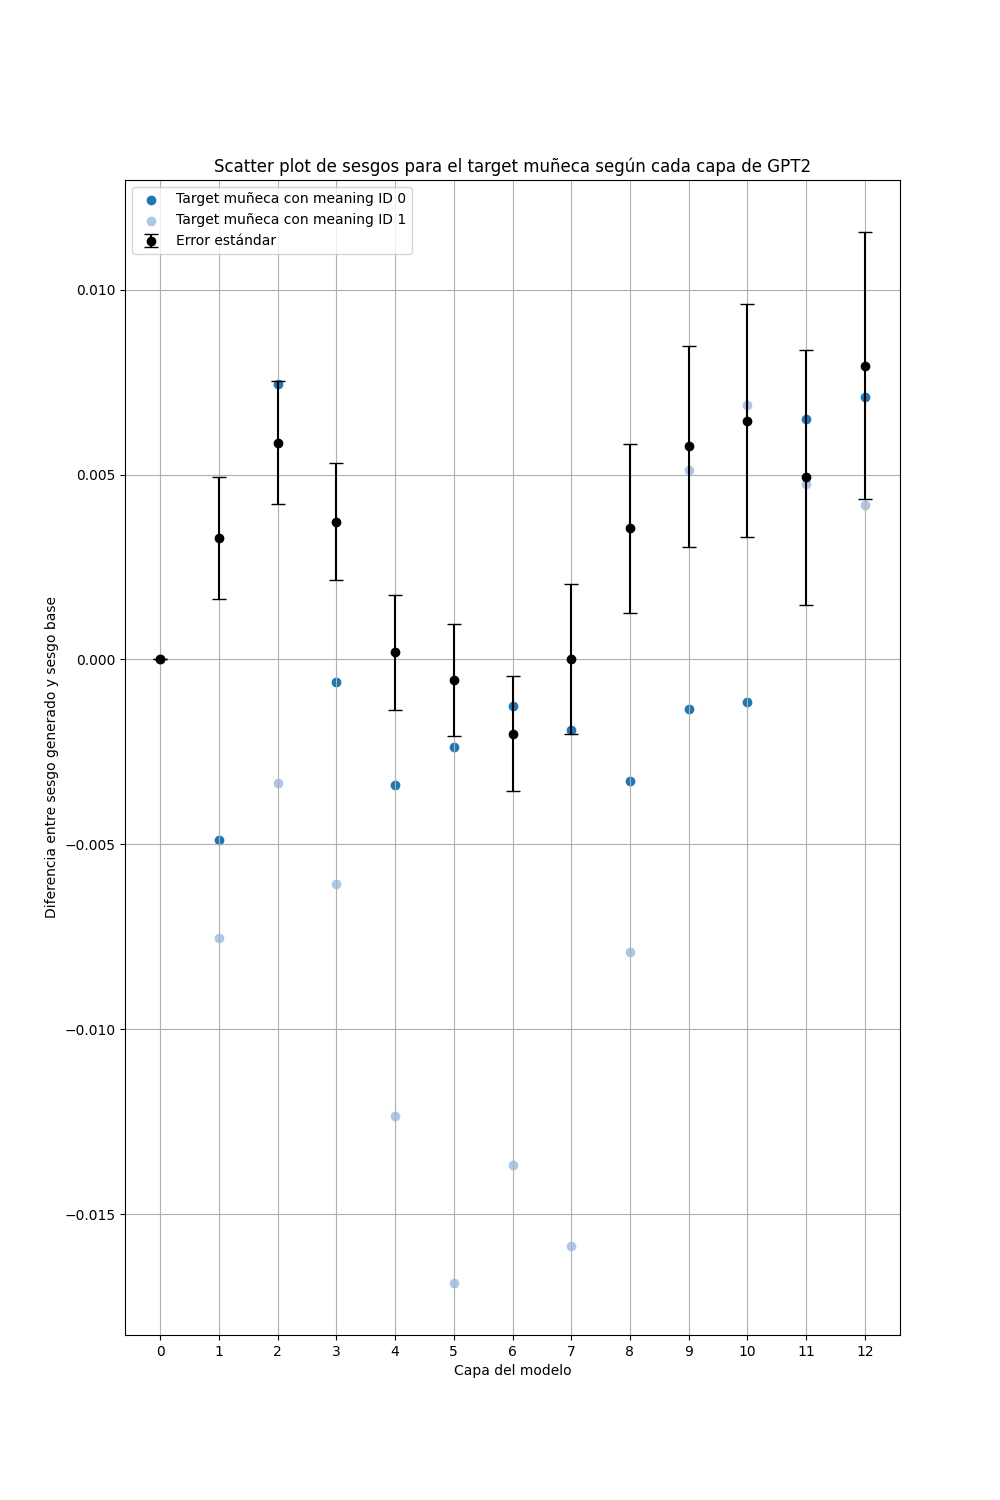 Scatter plot de sesgos para el target muñeca según cada capa de GPT2
Target muñeca con meaning ID 0
Target muñeca con meaning ID 1
Error estándar
0.010
0.005
0.000
−0.005
−0.010
−0.015
Diferencia entre sesgo generado y sesgo base
0 1 2 3 4 5 6 7 8 9 10 11 12
Capa del modelo